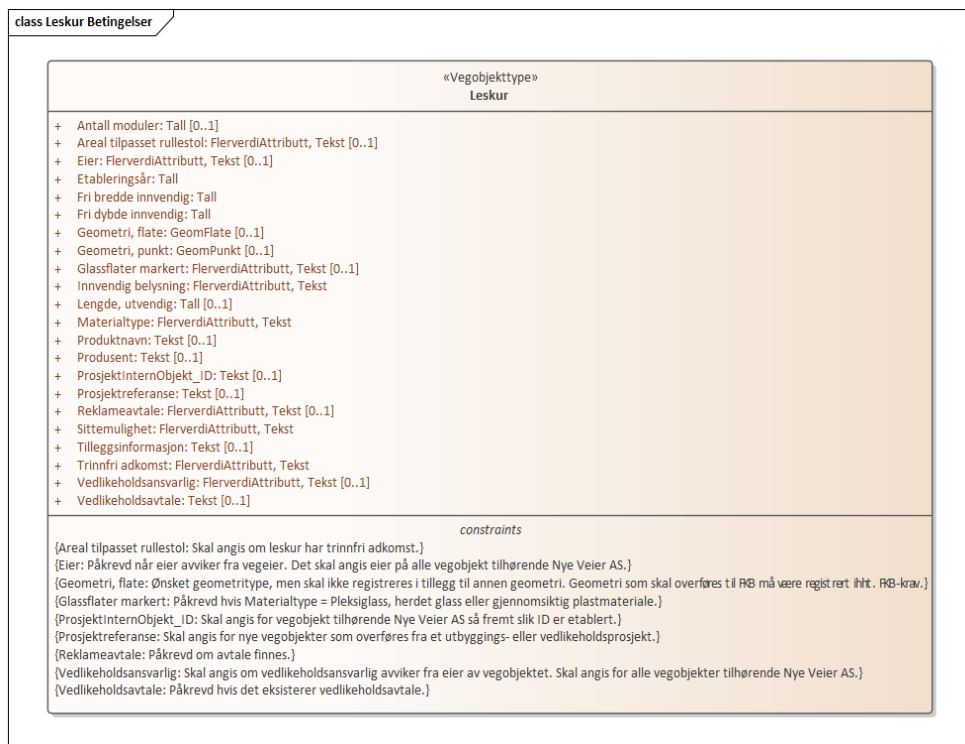 class Leskur Betingelser
«Vegobjekttype»
Leskur
+ Antall moduler: Tall [0..1]
+ Areal tilpasset rullestol: FlerverdiAttributt, Tekst [0..1]
+ Eier: FlerverdiAttributt, Tekst [0..1]
+ Etableringsår: Tall
+ Fri bredde innvendig: Tall
+ Fri dybde innvendig: Tall
+ Geometri, flate: GeomFlate [0..1]
+ Geometri, punkt: GeomPunkt [0..1]
+ Glassflater markert: FlerverdiAttributt, Tekst [0..1]
+ Innvendig belysning: FlerverdiAttributt, Tekst
+ Lengde, utvendig: Tall [0..1]
+ Materialtype: FlerverdiAttributt, Tekst
+ Produktnavn: Tekst [0..1]
+ Produsent: Tekst [0..1]
+ ProsjektInternObjekt_ID: Tekst [0..1]
+ Prosjektreferanse: Tekst [0..1]
+ Reklameavtale: FlerverdiAttributt, Tekst [0..1]
+ Sittemulighet: FlerverdiAttributt, Tekst
+ Tilleggsinformasjon: Tekst [0..1]
+ Trinnfri adkomst: FlerverdiAttributt, Tekst
+ Vedlikeholdsansvarlig: FlerverdiAttributt, Tekst [0..1]
+ Vedlikeholdsavtale: Tekst [0..1]
constraints
{Areal tilpasset rullestol: Skal angis om leskur har trinnfri adkomst.}
{Eier: Påkrevd når eier avviker fra vegeier. Det skal angis eier på alle vegobjekt tilhørende Nye Veier AS.}
{Geometri, flate: Ønsket geometritype, men skal ikke registreres i tillegg til annen geometri. Geometri som skal overføres til FKB må være registrert ihht. FKB-krav.}
{Glassflater markert: Påkrevd hvis Materialtype = Pleksiglass, herdet glass eller gjennomsiktig plastmateriale.}
{ProsjektInternObjekt_ID: Skal angis for vegobjekt tilhørende Nye Veier AS så fremt slik ID er etablert.}
{Prosjektreferanse: Skal angis for nye vegobjekter som overføres fra et utbyggings- eller vedlikeholdsprosjekt.}
{Reklameavtale: Påkrevd om avtale finnes.}
{Vedlikeholdsansvarlig: Skal angis om vedlikeholdsansvarlig avviker fra eier av vegobjektet. Skal angis for alle vegobjekter tilhørende Nye Veier AS.}
{Vedlikeholdsavtale: Påkrevd hvis det eksisterer vedlikeholdsavtale.}